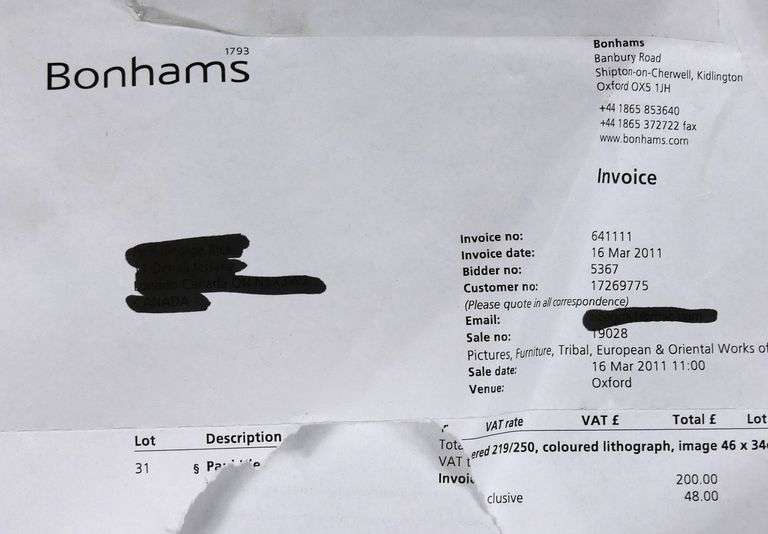 1793
Bonhams
Bonhams
Banbury Road
Shipton-on-Cherwell, Kidlington
Oxford OX5 1JH
+44 1865 853640
+44 1865 372722 fax
www.bonhams.com
Invoice
Invoice no: 641111
Invoice date: 16 Mar 2011
Bidder no: 5367
Customer no: 17269775
(Please quote in all correspondence)
Email:
Sale no: 19028
Pictures, Furniture, Tribal, European & Oriental Works of
Sale date: 16 Mar 2011 11:00
Venue: Oxford
Lot Description VAT rate VAT £ Total £ Lot
31 §
ered 219/250, coloured lithograph, image 46 x 34
VAT
200.00
clusive 48.00